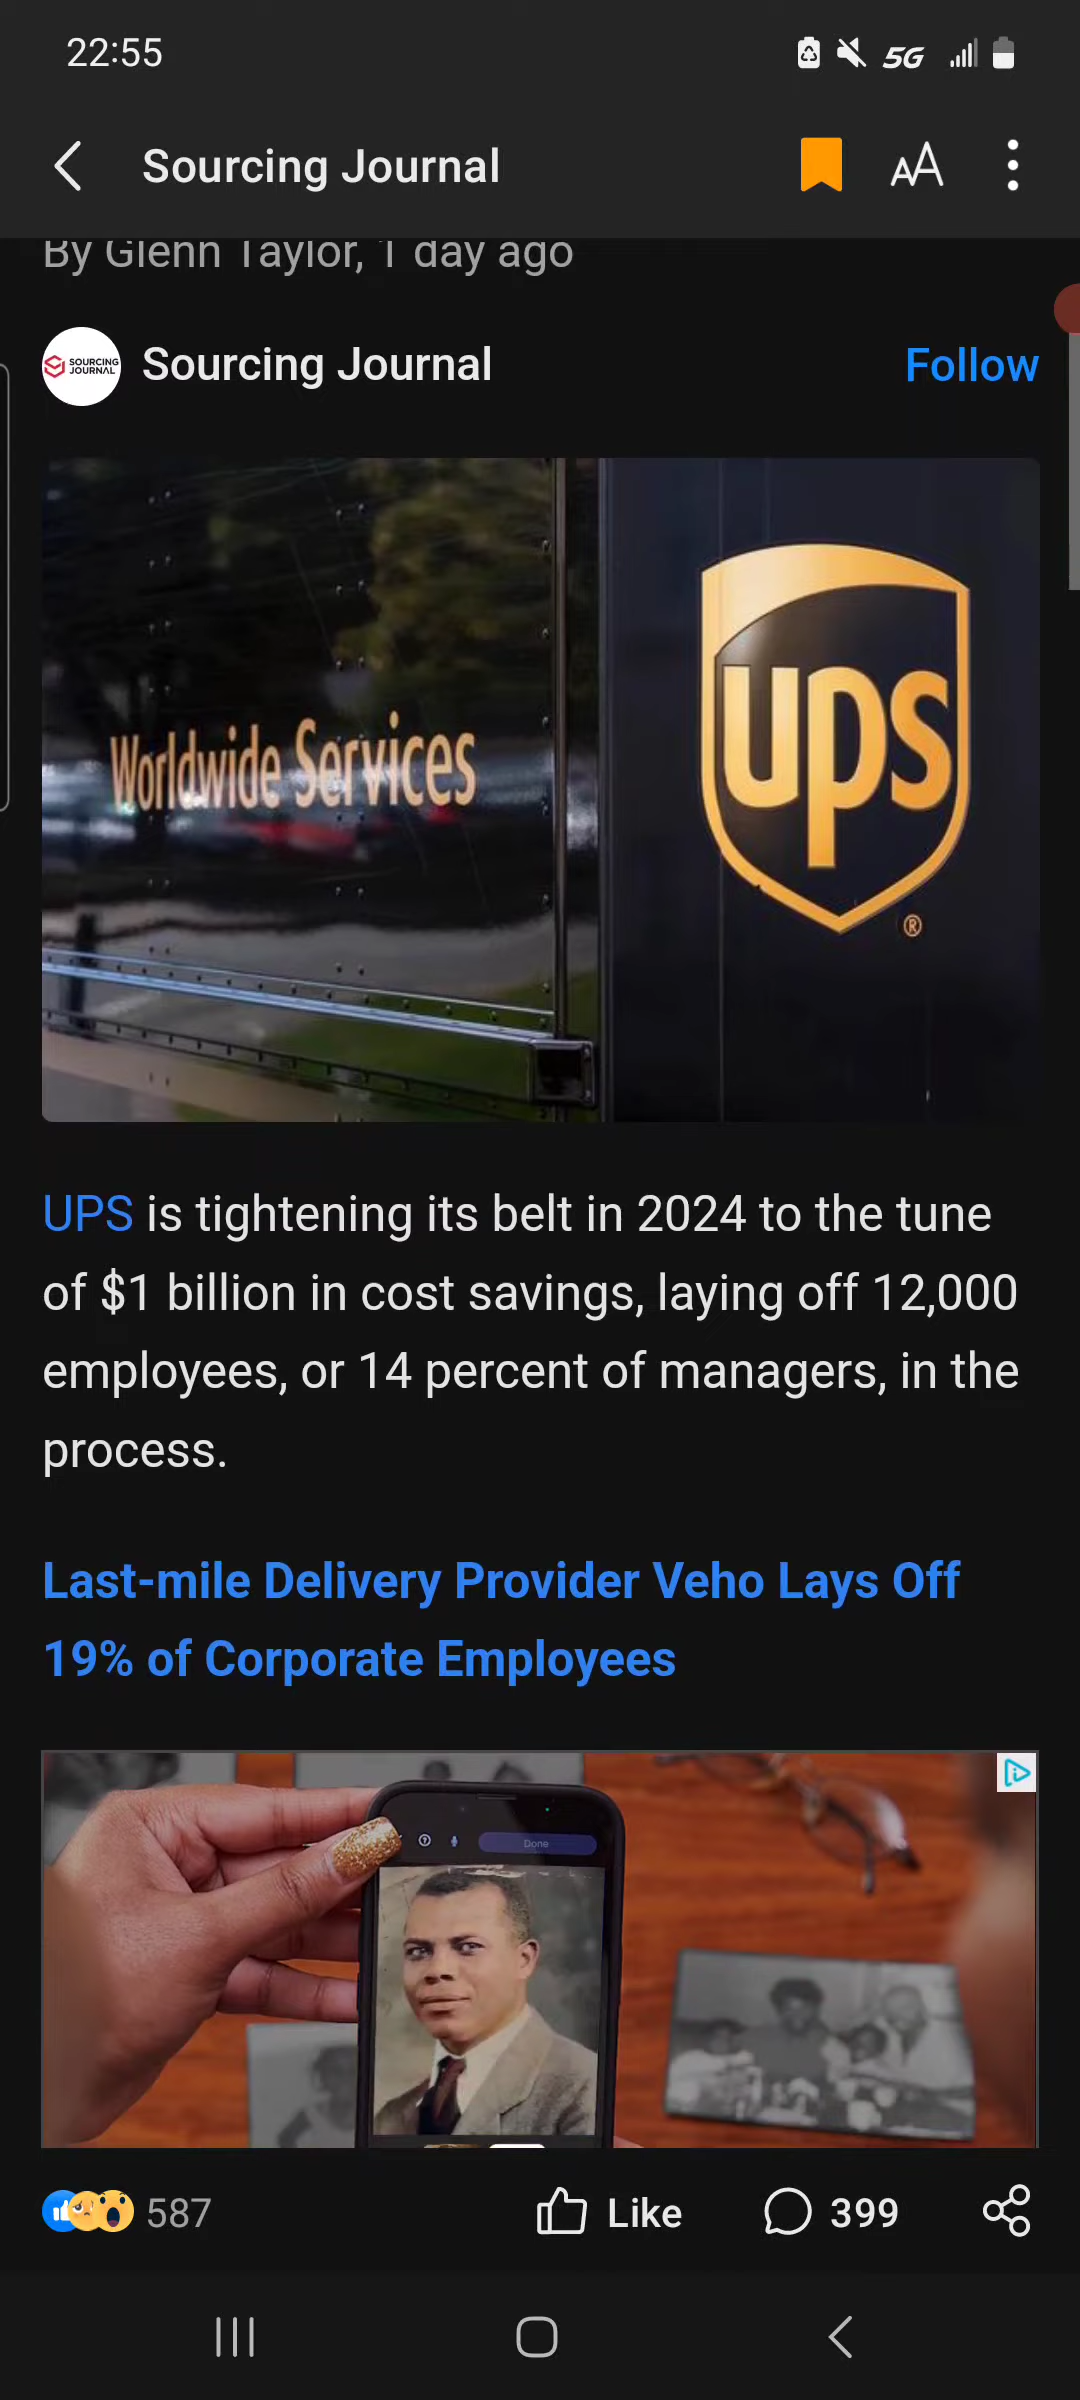 22:55
5G
Sourcing Journal
AA
By Glenn Taylor, 1 day ago
SOURCING
JOURNAL
Sourcing Journal
Follow
Worldwide Services
ups
®
UPS is tightening its belt in 2024 to the tune
of $1 billion in cost savings, laying off 12,000
employees, or 14 percent of managers, in the
process.
Last-mile Delivery Provider Veho Lays Off
19% of Corporate Employees
Done
587
Like
399